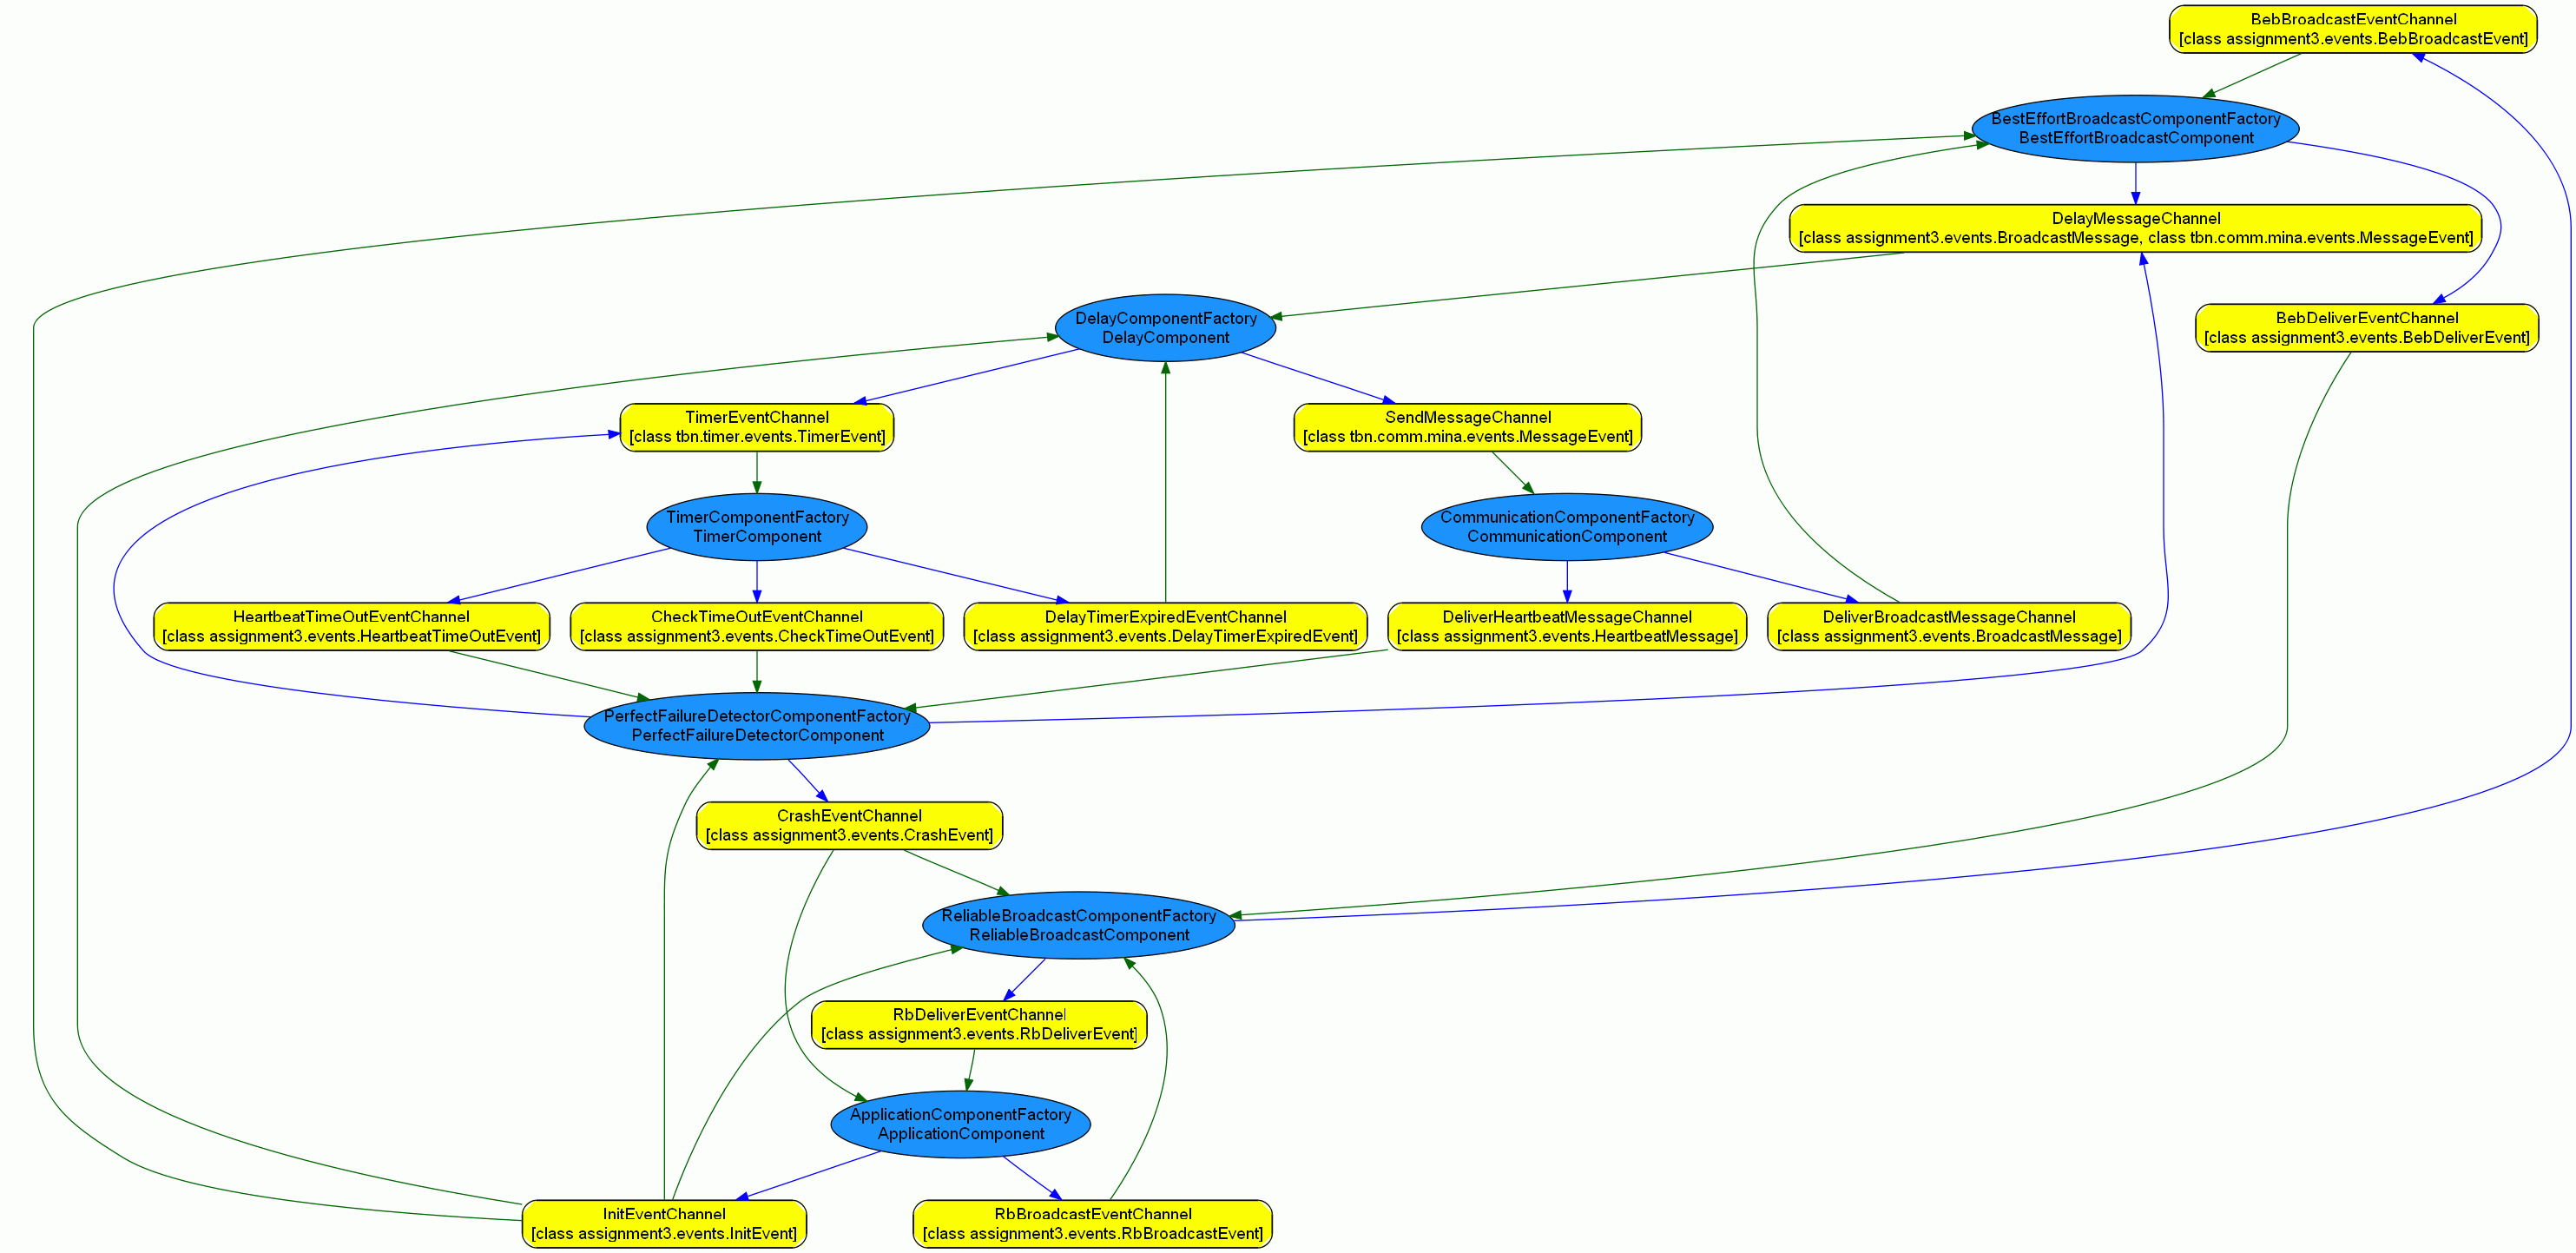 BebBroadcastEventChannel
[class assignment3.events.BebBroadcastEvent]
BestEffortBroadcastComponentFactory
BestEffortBroadcastComponent
DelayMessageChannel
[class assignment3.events.BroadcastMessage, class tbn.comm.mina.events.MessageEvent]
DelayComponentFactory
DelayComponent
BebDeliverEventChannel
[class assignment3.events.BebDeliverEvent]
TimerEventChannel
[class tbn.timer.events.TimerEvent]
SendMessageChannel
[class tbn.comm.mina.events.MessageEvent]
TimerComponentFactory
TimerComponent
CommunicationComponentFactory
CommunicationComponent
HeartbeatTimeOutEventChannel
[class assignment3.events.HeartbeatTimeOutEvent]
CheckTimeOutEventChannel
[class assignment3.events.CheckTimeOutEvent]
DelayTimerExpiredEventChannel
[class assignment3.events.DelayTimerExpiredEvent]
DeliverHeartbeatMessageChannel
[class assignment3.events.HeartbeatMessage]
DeliverBroadcastMessageChannel
[class assignment3.events.BroadcastMessage]
PerfectFailureDetectorComponentFactory
PerfectFailureDetectorComponent
CrashEventChannel
[class assignment3.events.CrashEvent]
ReliableBroadcastComponentFactory
ReliableBroadcastComponent
RbDeliverEventChannel
[class assignment3.events.RbDeliverEvent]
ApplicationComponentFactory
ApplicationComponent
InitEventChannel
[class assignment3.events.InitEvent]
RbBroadcastEventChannel
[class assignment3.events.RbBroadcastEvent]